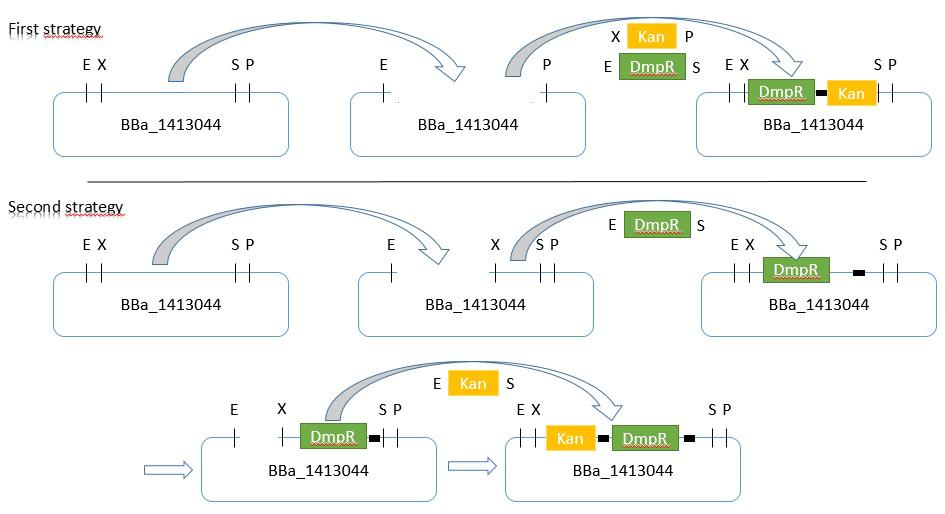 First strategy
X Kan P
E DmpR S
E X S P
E P
E X S P
DmpR Kan
BBa_1413044
BBa_1413044
BBa_1413044
Second strategy
E DmpR S
E X S P
E X S P
E X S P
DmpR
BBa_1413044
BBa_1413044
BBa_1413044
E Kan S
E X S P
E X S P
DmpR
Kan DmpR
BBa_1413044
BBa_1413044